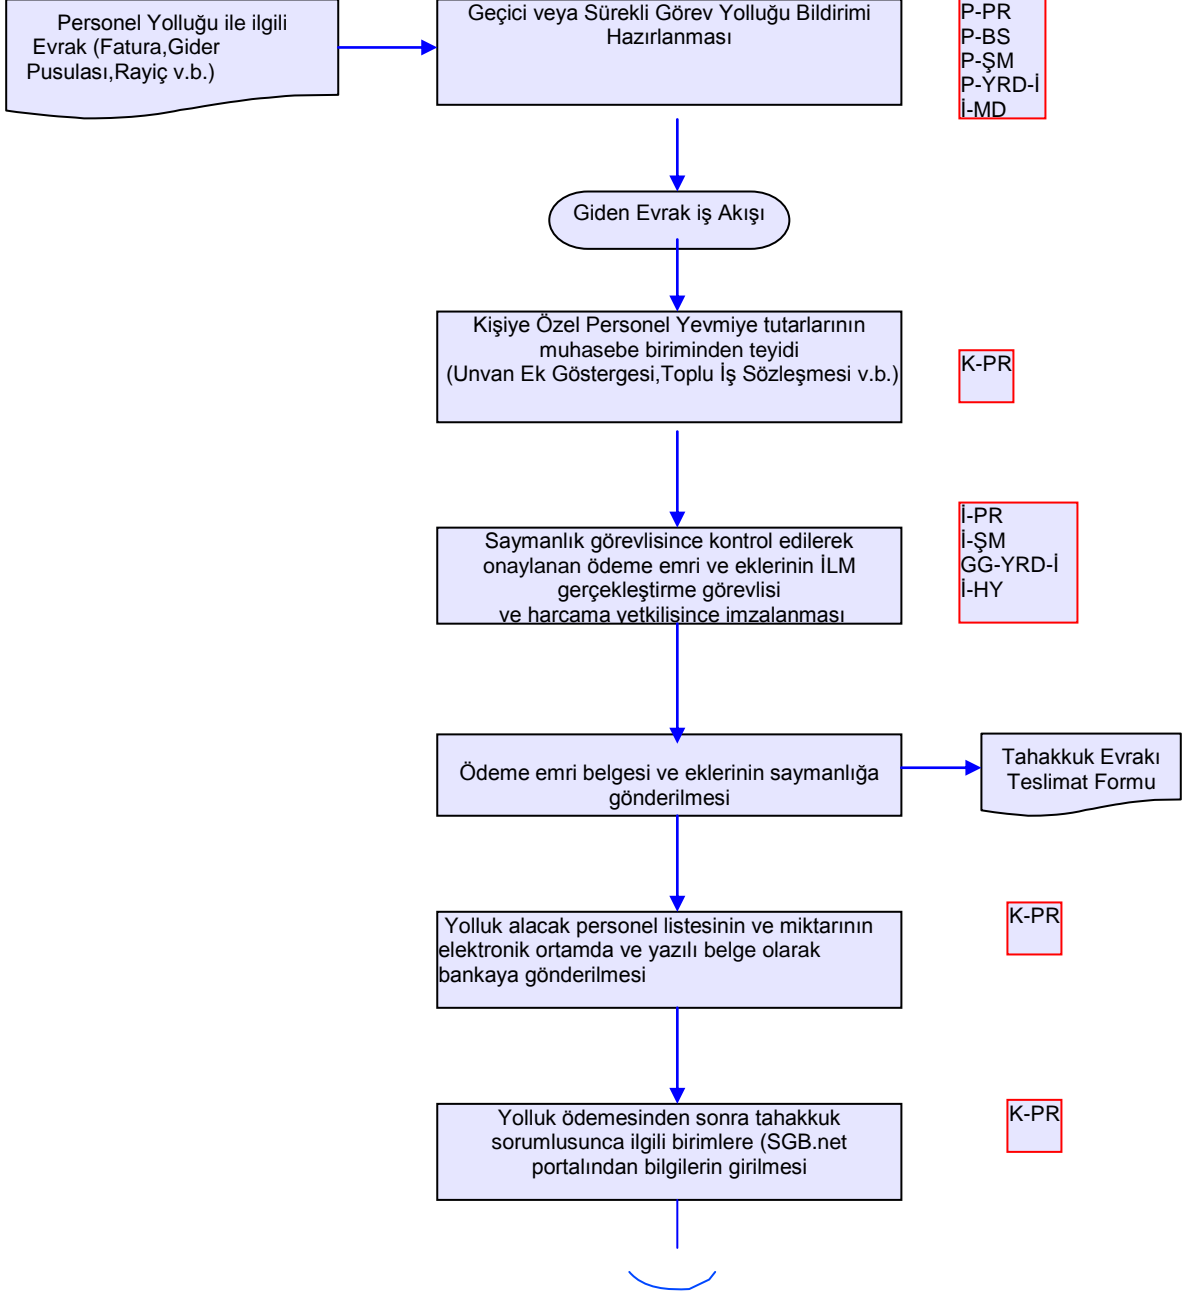 Personel Yolluğu ile ilgili
Evrak (Fatura,Gider
Pusulası,Rayiç v.b.)
Geçici veya Sürekli Görev Yolluğu Bildirimi
Hazırlanması
P-PR
P-BS
P-ŞM
P-YRD-İ
İ-MD
Giden Evrak iş Akışı
Kişiye Özel Personel Yevmiye tutarlarının
muhasebe biriminden teyidi
(Unvan Ek Göstergesi,Toplu İş Sözleşmesi v.b.)
K-PR
Saymanlık görevlisince kontrol edilerek
onaylanan ödeme emri ve eklerinin İLM
gerçekleştirme görevlisi
ve harcama yetkilisince imzalanması
İ-PR
İ-ŞM
GG-YRD-İ
İ-HY
Ödeme emri belgesi ve eklerinin saymanlığa
gönderilmesi
Tahakkuk Evrakı
Teslimat Formu
Yolluk alacak personel listesinin ve miktarının
elektronik ortamda ve yazılı belge olarak
bankaya gönderilmesi
K-PR
Yolluk ödemesinden sonra tahakkuk
sorumlusunca ilgili birimlere (SGB.net
portalından bilgilerin girilmesi
K-PR